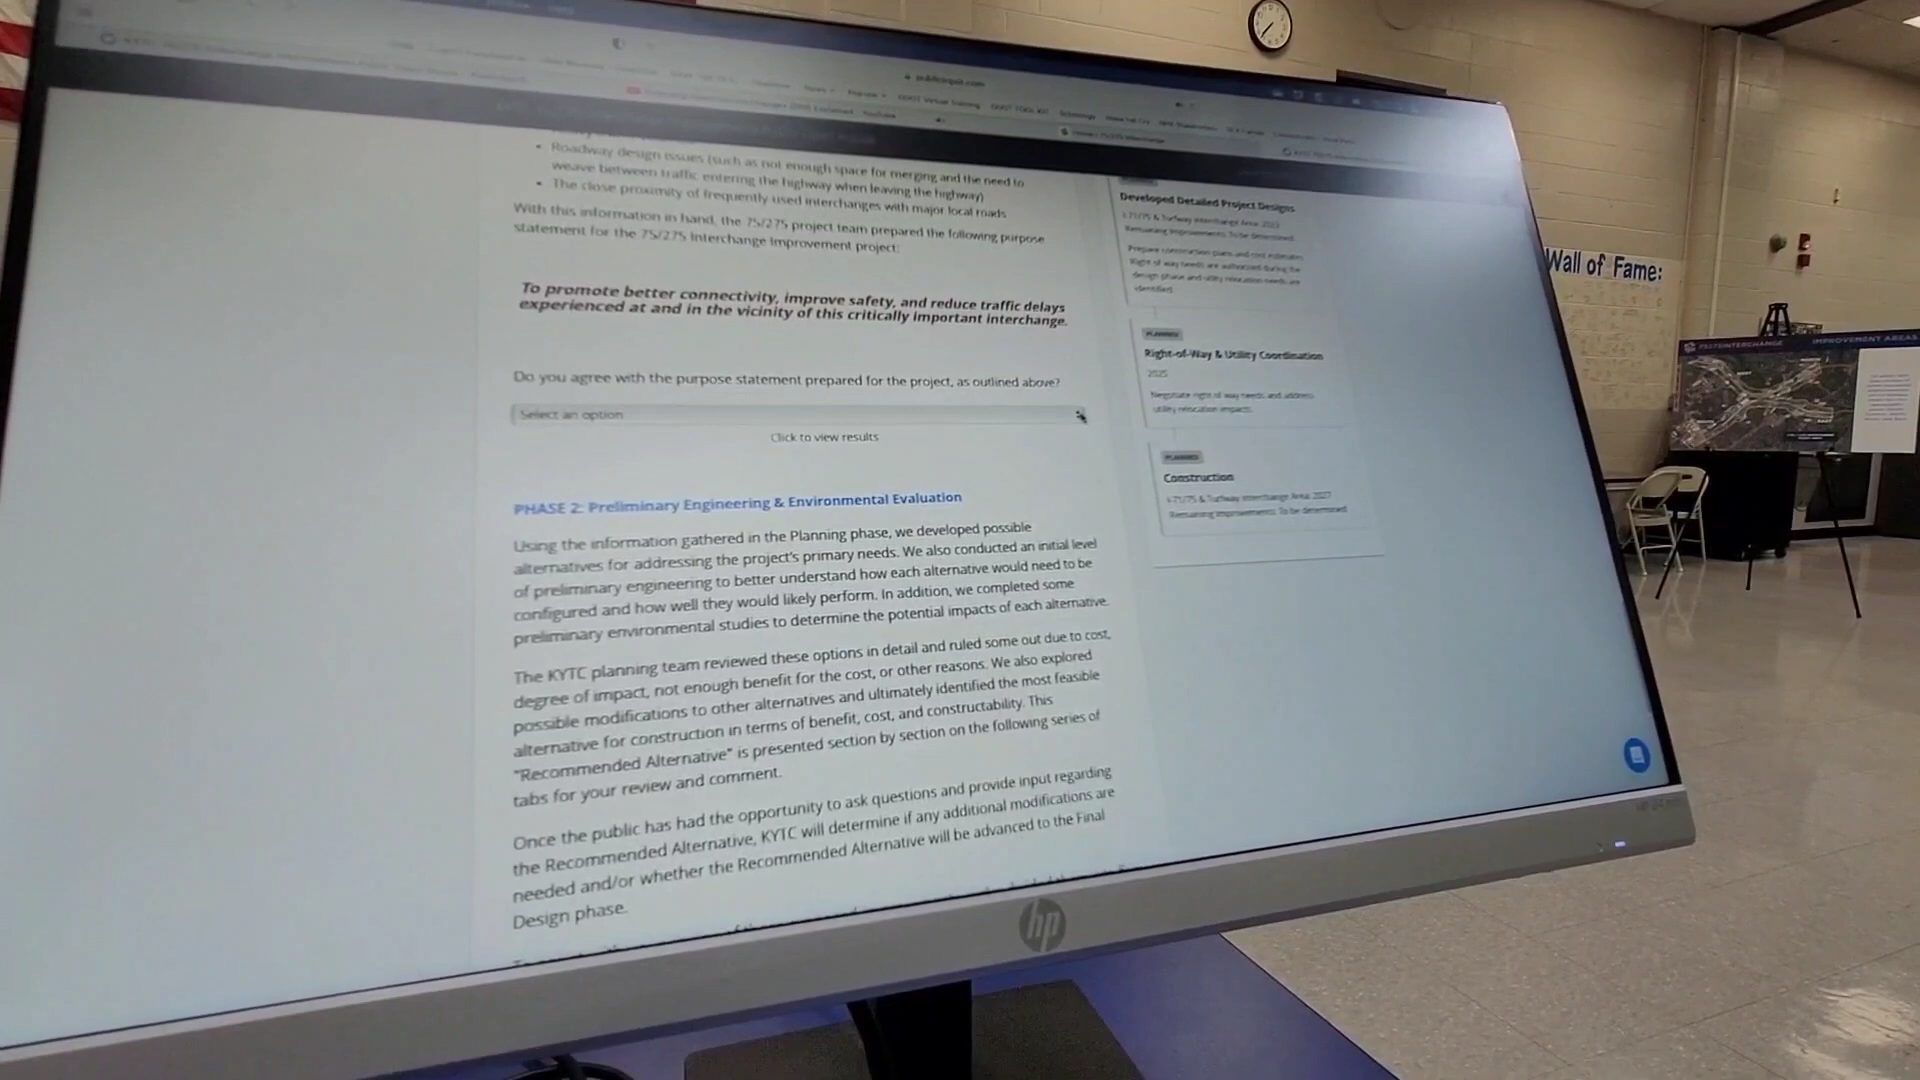 publicinput.com
• Roadway design issues (such as not enough space for merging and the need to
weave between traffic entering the highway when leaving the highway)
• The close proximity of frequently used interchanges with major local roads
With this information in hand, the 75/275 project team prepared the following purpose
statement for the 75/275 Interchange Improvement project:
To promote better connectivity, improve safety, and reduce traffic delays
experienced at and in the vicinity of this critically important interchange.
Do you agree with the purpose statement prepared for the project, as outlined above?
Select an option
Click to view results
PHASE 2: Preliminary Engineering & Environmental Evaluation
Using the information gathered in the Planning phase, we developed possible
alternatives for addressing the project's primary needs. We also conducted an initial level
of preliminary engineering to better understand how each alternative would need to be
configured and how well they would likely perform. In addition, we completed some
preliminary environmental studies to determine the potential impacts of each alternative.
The KYTC planning team reviewed these options in detail and ruled some out due to cost,
degree of impact, not enough benefit for the cost, or other reasons. We also explored
possible modifications to other alternatives and ultimately identified the most feasible
alternative for construction in terms of benefit, cost, and constructability. This
"Recommended Alternative" is presented section by section on the following series of
tabs for your review and comment.
Once the public has had the opportunity to ask questions and provide input regarding
the Recommended Alternative, KYTC will determine if any additional modifications are
needed and/or whether the Recommended Alternative will be advanced to the Final
Design phase.
Developed Detailed Project Designs
I-71/75 & Turfway Interchange Area: 2023
Remaining Improvements: To be determined
Prepare construction plans and cost estimates.
Right of way needs are authorized during the
design phase and utility relocation needs are
identified.
PLANNED
Right-of-Way & Utility Coordination
2025
Negotiate right of way needs and address
utility relocation impacts.
PLANNED
Construction
I-71/75 & Turfway Interchange Area: 2027
Remaining Improvements: To be determined
hp
Wall of Fame:
75/275 INTERCHANGE
IMPROVEMENT AREAS